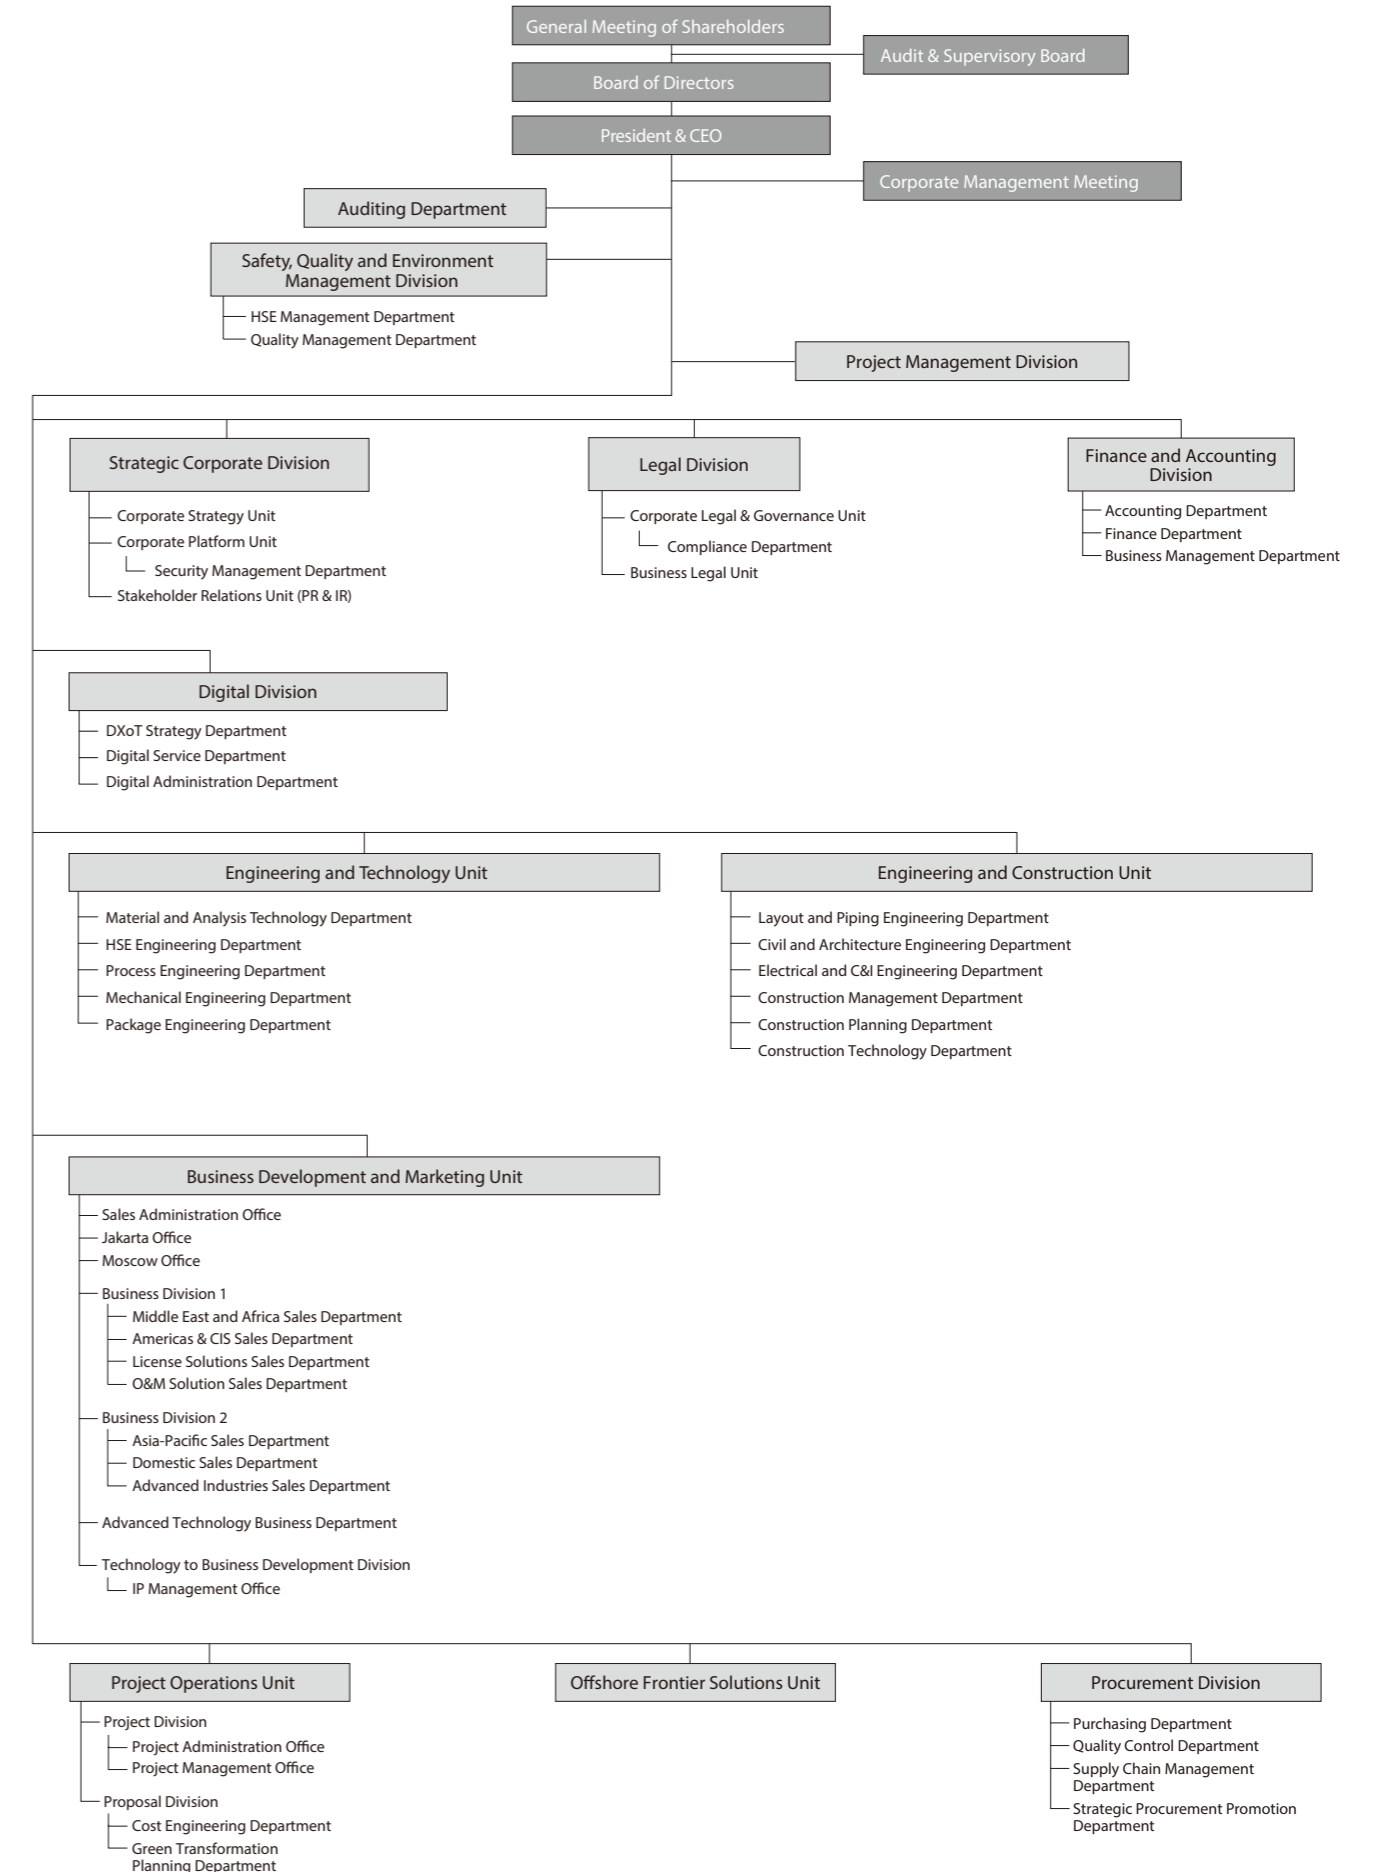 General Meeting of Shareholders
Audit & Supervisory Board
Board of Directors
President & CEO
Corporate Management Meeting
Auditing Department
Safety, Quality and Environment
Management Division
HSE Management Department
Quality Management Department
Project Management Division
Strategic Corporate Division
Corporate Strategy Unit
Corporate Platform Unit
Security Management Department
Stakeholder Relations Unit (PR & IR)
Legal Division
Corporate Legal & Governance Unit
Compliance Department
Business Legal Unit
Finance and Accounting
Division
Accounting Department
Finance Department
Business Management Department
Digital Division
DXoT Strategy Department
Digital Service Department
Digital Administration Department
Engineering and Technology Unit
Material and Analysis Technology Department
HSE Engineering Department
Process Engineering Department
Mechanical Engineering Department
Package Engineering Department
Engineering and Construction Unit
Layout and Piping Engineering Department
Civil and Architecture Engineering Department
Electrical and C&I Engineering Department
Construction Management Department
Construction Planning Department
Construction Technology Department
Business Development and Marketing Unit
Sales Administration Office
Jakarta Office
Moscow Office
Business Division 1
Middle East and Africa Sales Department
Americas & CIS Sales Department
License Solutions Sales Department
O&M Solution Sales Department
Business Division 2
Asia-Pacific Sales Department
Domestic Sales Department
Advanced Industries Sales Department
Advanced Technology Business Department
Technology to Business Development Division
IP Management Office
Project Operations Unit
Project Division
Project Administration Office
Project Management Office
Proposal Division
Cost Engineering Department
Green Transformation
Planning Department
Offshore Frontier Solutions Unit
Procurement Division
Purchasing Department
Quality Control Department
Supply Chain Management
Department
Strategic Procurement Promotion
Department